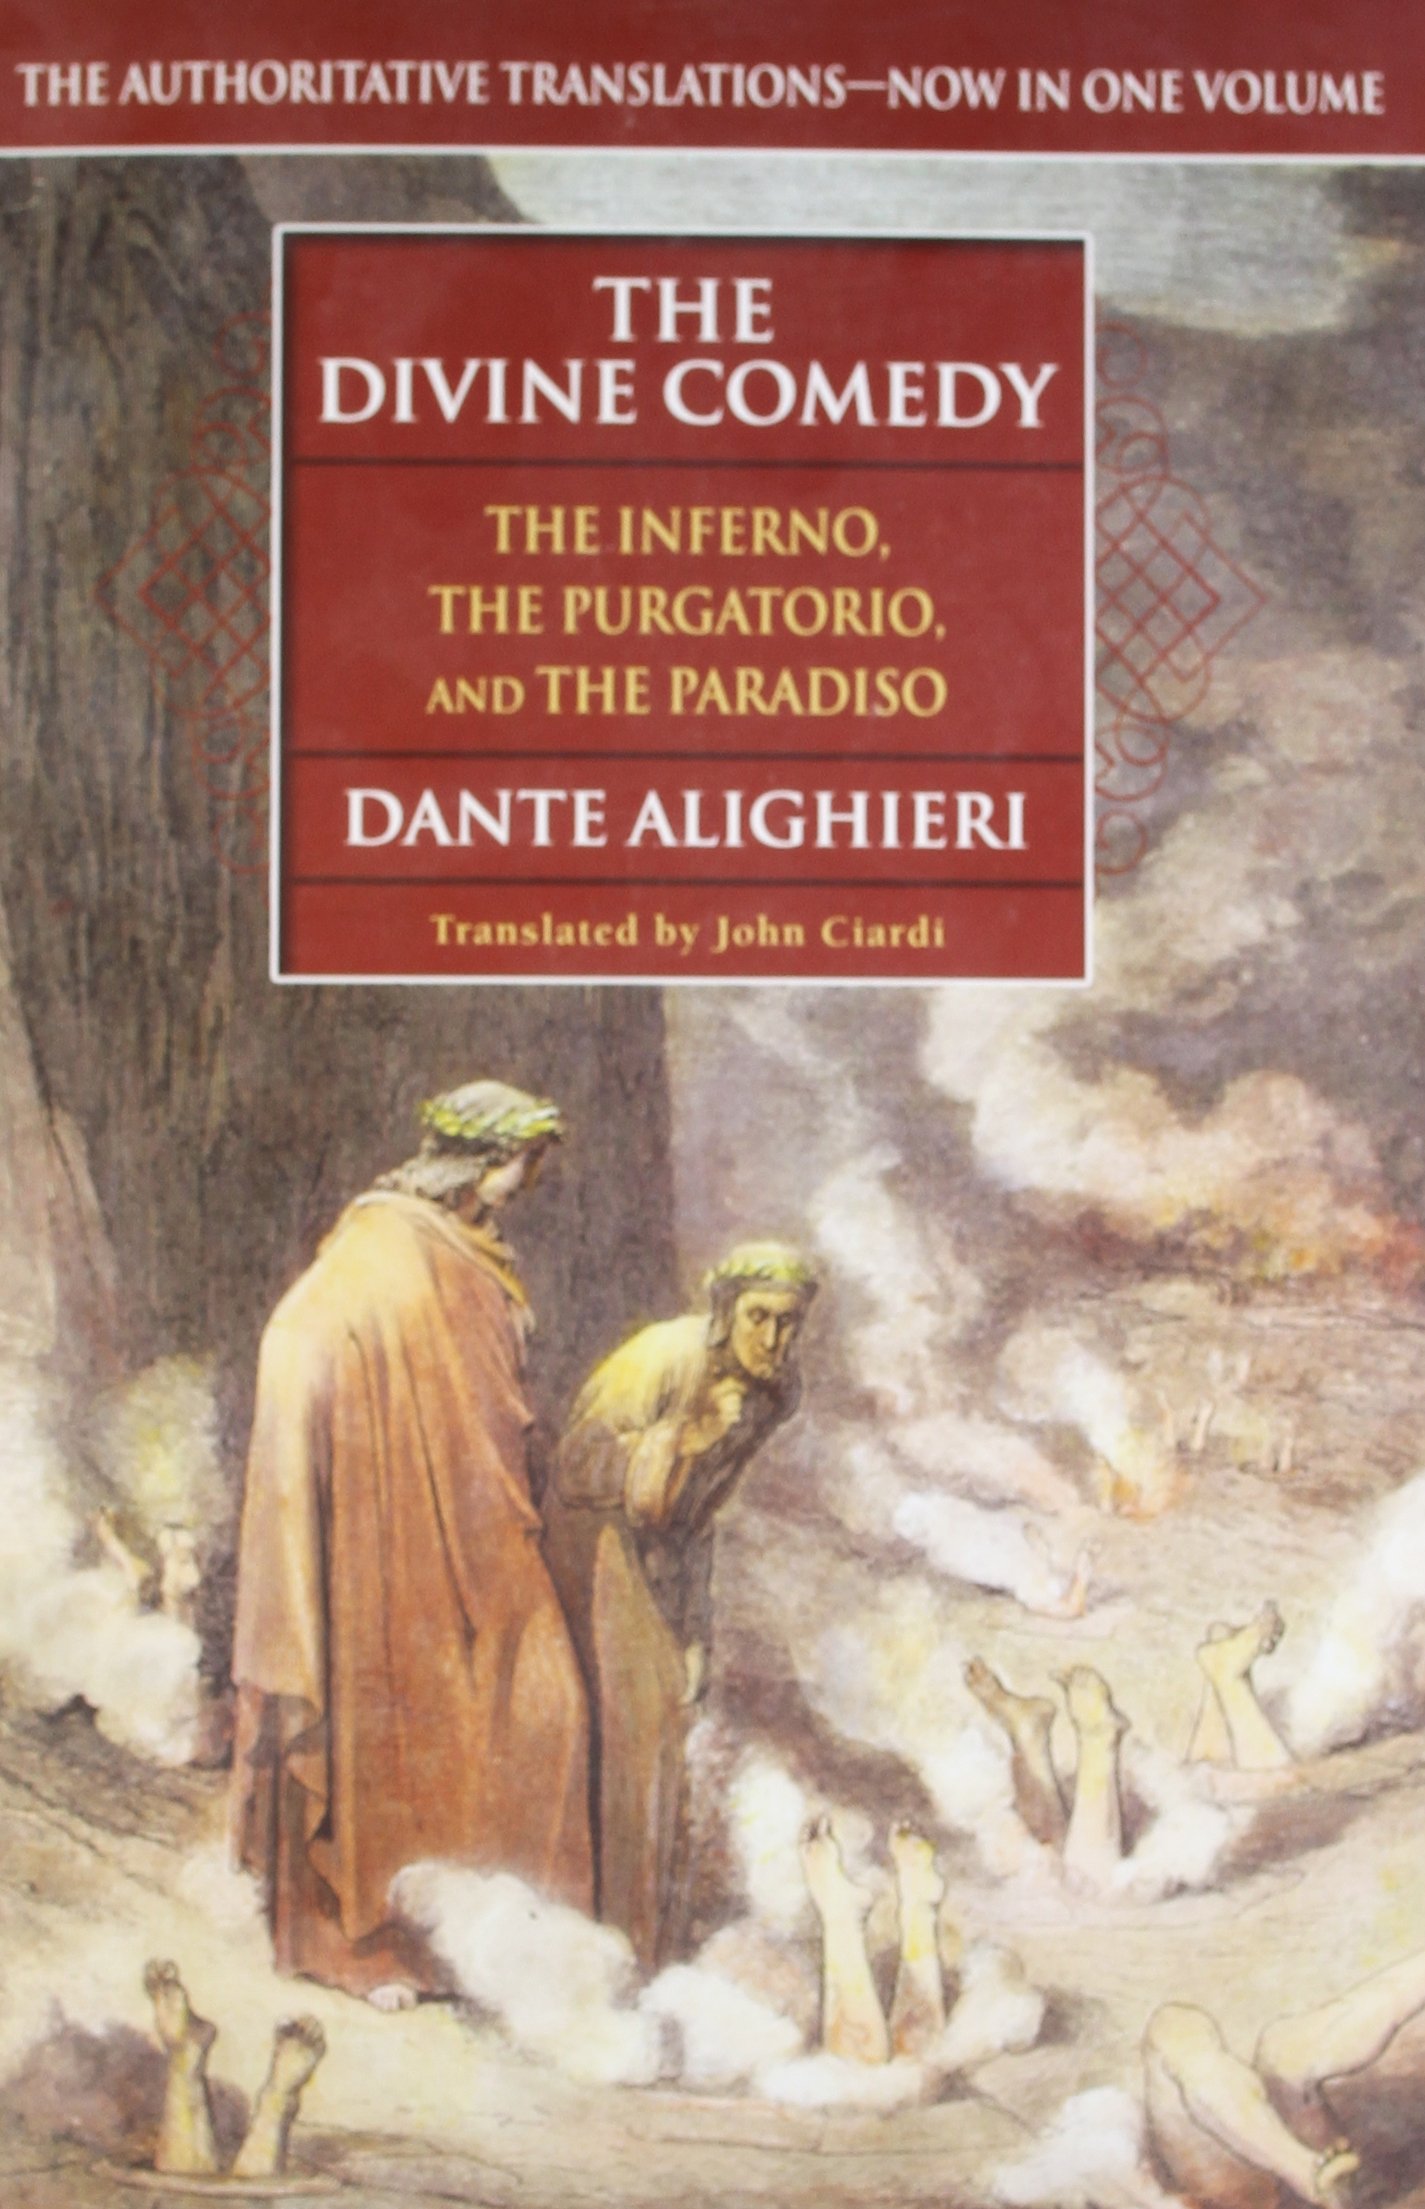 THE AUTHORITATIVE TRANSLATIONS—NOW IN ONE VOLUME
THE
DIVINE COMEDY
THE INFERNO,
THE PURGATORIO,
AND THE PARADISO
DANTE ALIGHIERI
Translated by John Ciardi